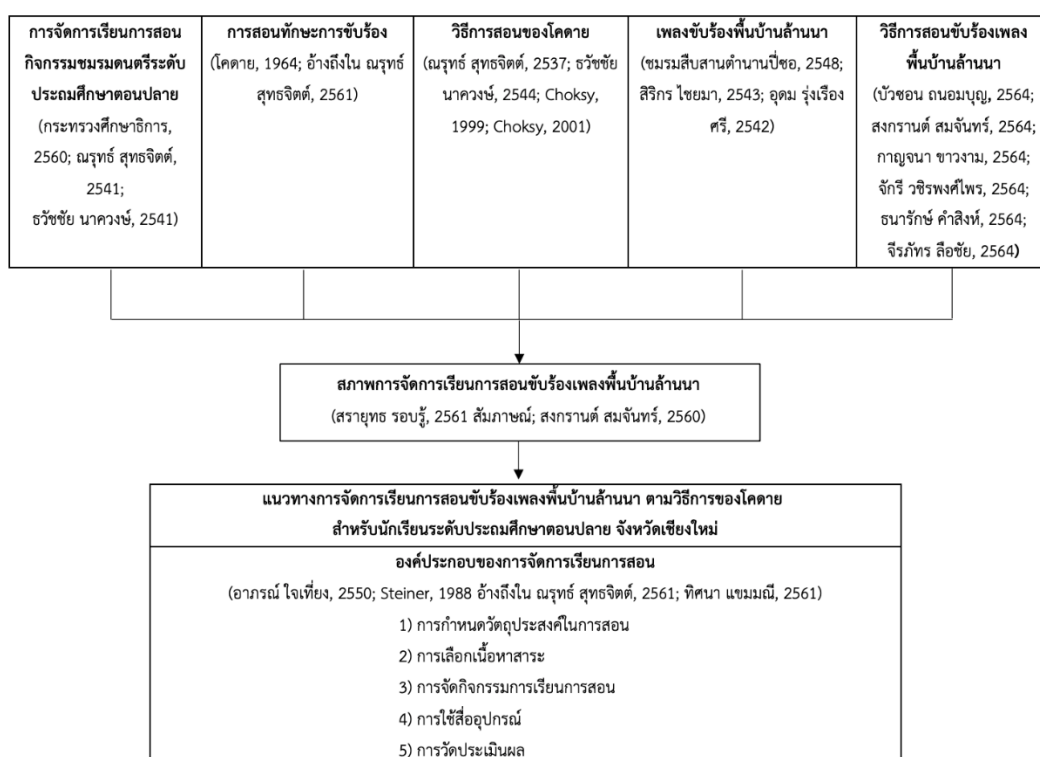 การจัดการเรียนการสอน
กิจกรรมชมรมดนตรีระดับ
ประถมศึกษาตอนปลาย
(กระทรวงศึกษาธิการ,
2560; ณรุทธ์ สุทธจิตต์,
2541;
ธวัชชัย นาควงษ์, 2541)
การสอนทักษะการขับร้อง
(โคดาย, 1964; อ้างถึงใน ณรุทธ์
สุทธจิตต์, 2561)
วิธีการสอนของโคดาย
(ณรุทธ์ สุทธจิตต์, 2537; ธวัชชัย
นาควงษ์, 2544; Choksy,
1999; Choksy, 2001)
เพลงขับร้องพื้นบ้านล้านนา
(ชมรมสืบสานตำนานปี่ซอ, 2548;
สิริกร ไชยมา, 2543; อุดม รุ่งเรือง
ศรี, 2542)
วิธีการสอนขับร้องเพลง
พื้นบ้านล้านนา
(บัวซอน ถนอมบุญ, 2564;
สงกรานต์ สมจันทร์, 2564;
กาญจนา ขาวงาม, 2564;
จักรี วชิรพงศ์ไพร, 2564;
ธนารักษ์ คำสิงห์, 2564;
จีรภัทร ลือชัย, 2564)
สภาพการจัดการเรียนการสอนขับร้องเพลงพื้นบ้านล้านนา
(สรายุทธ รอบรู้, 2561 สัมภาษณ์; สงกรานต์ สมจันทร์, 2560)
แนวทางการจัดการเรียนการสอนขับร้องเพลงพื้นบ้านล้านนา ตามวิธีการของโคดาย
สำหรับนักเรียนระดับประถมศึกษาตอนปลาย จังหวัดเชียงใหม่
องค์ประกอบของการจัดการเรียนการสอน
(อาภรณ์ ใจเที่ยง, 2550; Steiner, 1988 อ้างถึงใน ณรุทธ์ สุทธจิตต์, 2561; ทิศนา แขมมณี, 2561)
1) การกำหนดวัตถุประสงค์ในการสอน
2) การเลือกเนื้อหาสาระ
3) การจัดกิจกรรมการเรียนการสอน
4) การใช้สื่ออุปกรณ์
5) การวัดประเมินผล